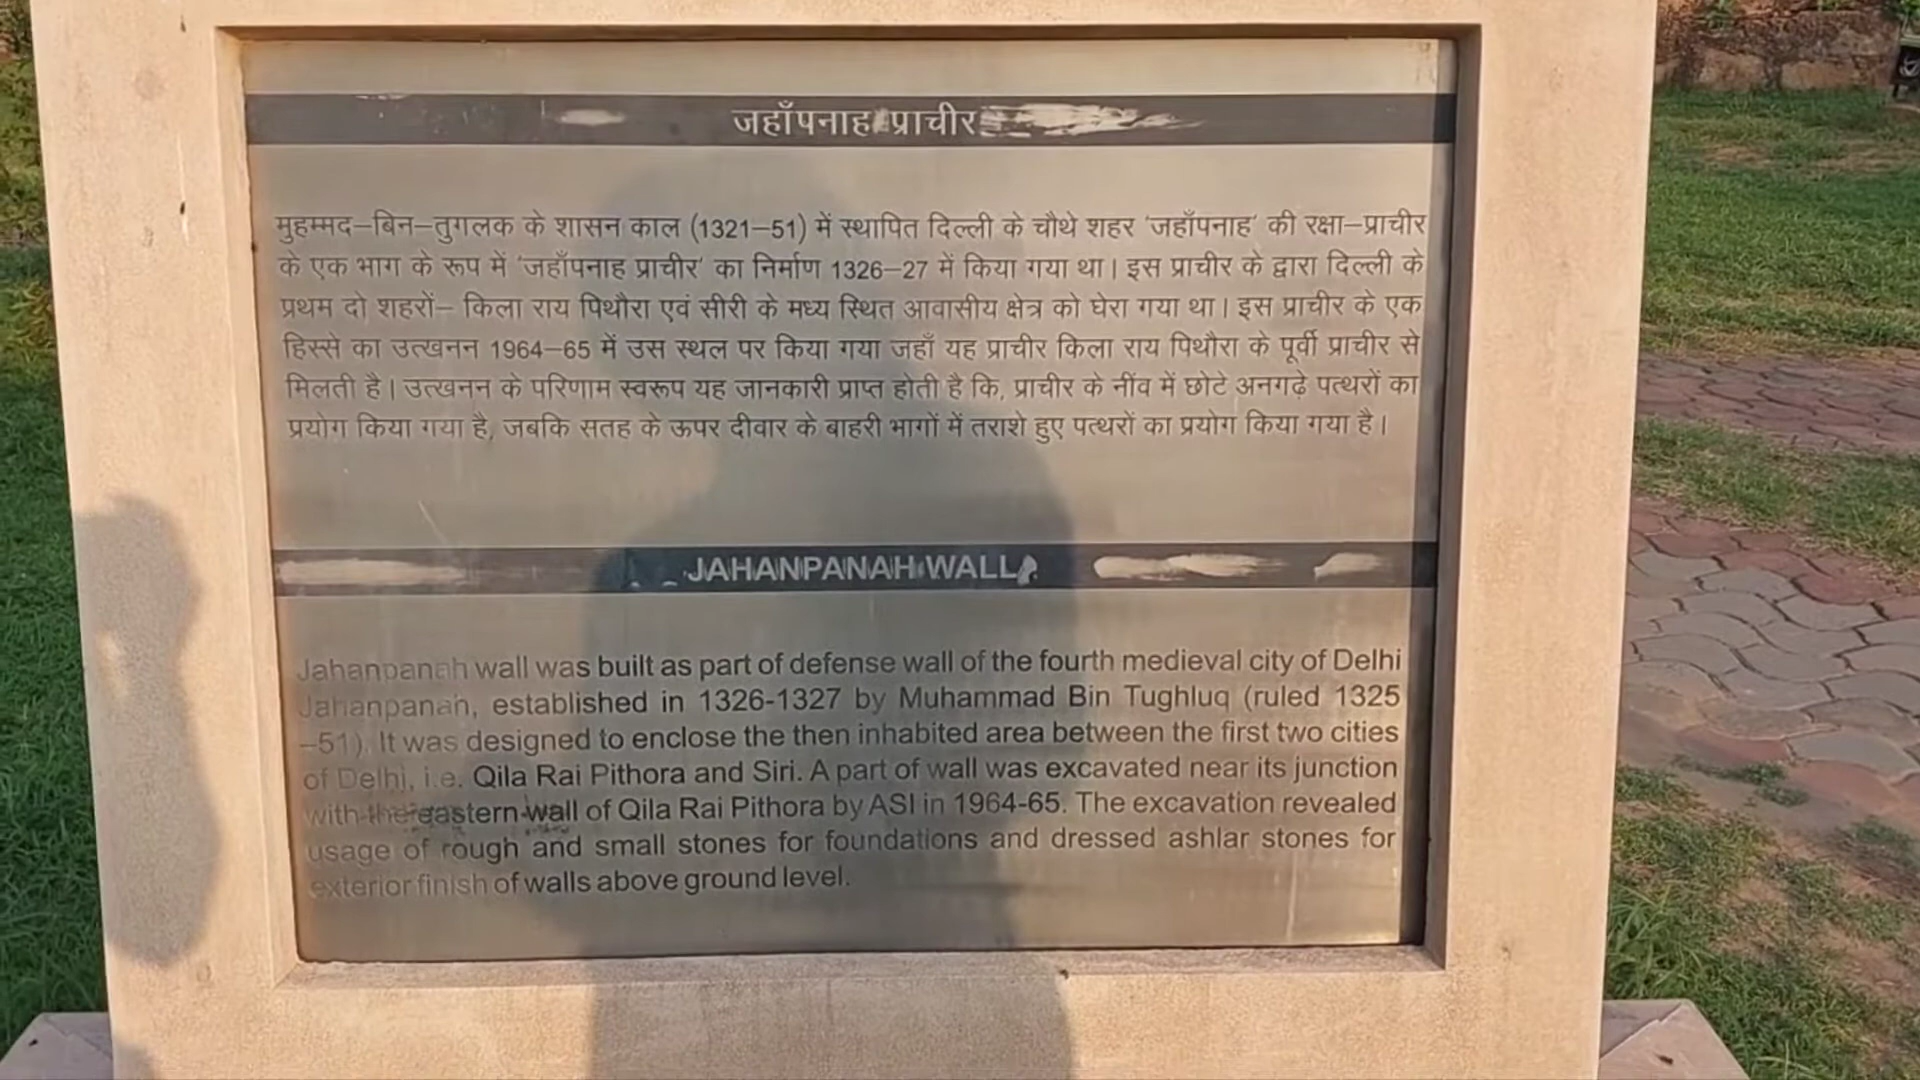 जहाँपनाह प्राचीर
मुहम्मद–बिन–तुगलक के शासन काल (1321–51) में स्थापित दिल्ली के चौथे शहर 'जहाँपनाह' की रक्षा–प्राचीर
के एक भाग के रूप में 'जहाँपनाह प्राचीर' का निर्माण 1326–27 में किया गया था। इस प्राचीर के द्वारा दिल्ली के
प्रथम दो शहरों– किला राय पिथौरा एवं सीरी के मध्य स्थित आवासीय क्षेत्र को घेरा गया था। इस प्राचीर के एक
हिस्से का उत्खनन 1964–65 में उस स्थल पर किया गया जहाँ यह प्राचीर किला राय पिथौरा के पूर्वी प्राचीर से
मिलती है। उत्खनन के परिणाम स्वरूप यह जानकारी प्राप्त होती है कि, प्राचीर के नींव में छोटे अनगढ़े पत्थरों का
प्रयोग किया गया है, जबकि सतह के ऊपर दीवार के बाहरी भागों में तराशे हुए पत्थरों का प्रयोग किया गया है।
JAHANPANAH WALL
Jahanpanah wall was built as part of defense wall of the fourth medieval city of Delhi
Jahanpanah, established in 1326-1327 by Muhammad Bin Tughluq (ruled 1325
–51). It was designed to enclose the then inhabited area between the first two cities
of Delhi, i.e. Qila Rai Pithora and Siri. A part of wall was excavated near its junction
with the eastern wall of Qila Rai Pithora by ASI in 1964-65. The excavation revealed
usage of rough and small stones for foundations and dressed ashlar stones for
exterior finish of walls above ground level.